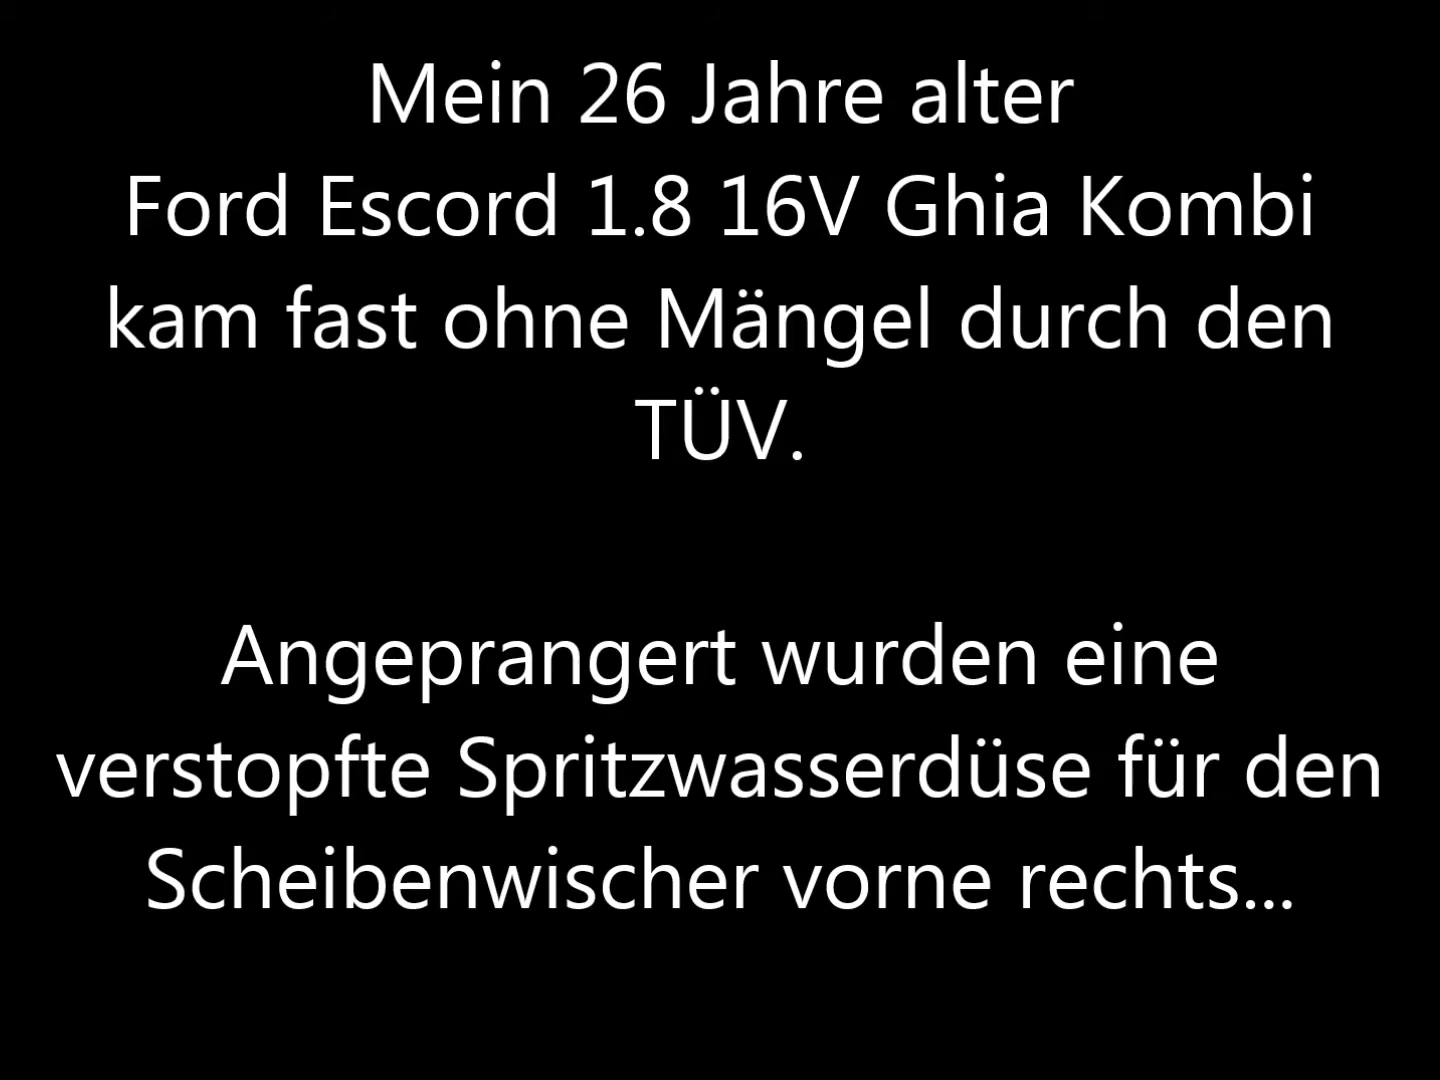 Mein 26 Jahre alter
Ford Escord 1.8 16V Ghia Kombi
kam fast ohne Mängel durch den
TÜV.
Angeprangert wurden eine
verstopfte Spritzwasserdüse für den
Scheibenwischer vorne rechts...